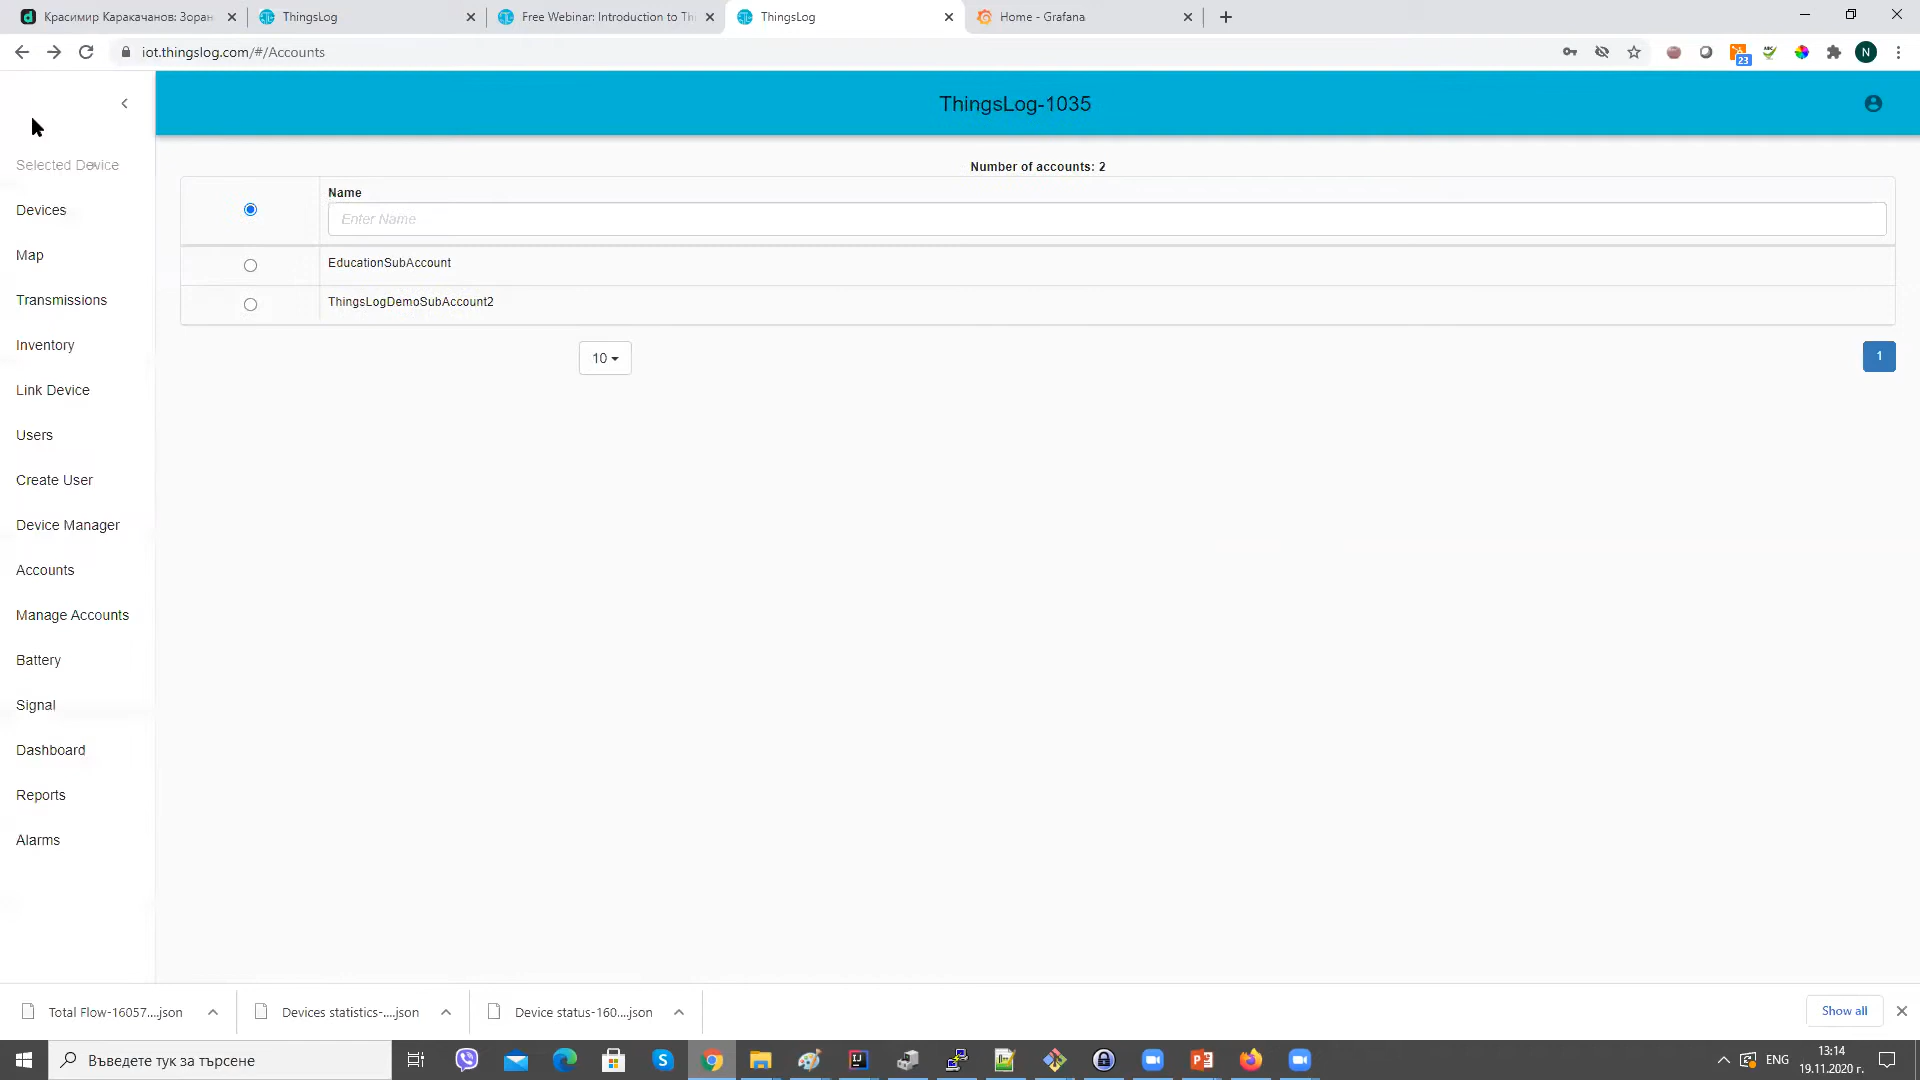 Красимир Каракачанов: Зоран
ThingsLog
Free Webinar: Introduction to Thi
ThingsLog
Home - Grafana
iot.thingslog.com/#/Accounts
23
ABC
N
ThingsLog-1035
Selected Device
Devices
Map
Transmissions
Inventory
Link Device
Users
Create User
Device Manager
Accounts
Manage Accounts
Battery
Signal
Dashboard
Reports
Alarms
Number of accounts: 2
Name
Enter Name
EducationSubAccount
ThingsLogDemoSubAccount2
10
1
Total Flow-16057....json
Devices statistics-....json
Device status-160....json
Show all
Въведете тук за търсене
ENG
13:14
19.11.2020 г.